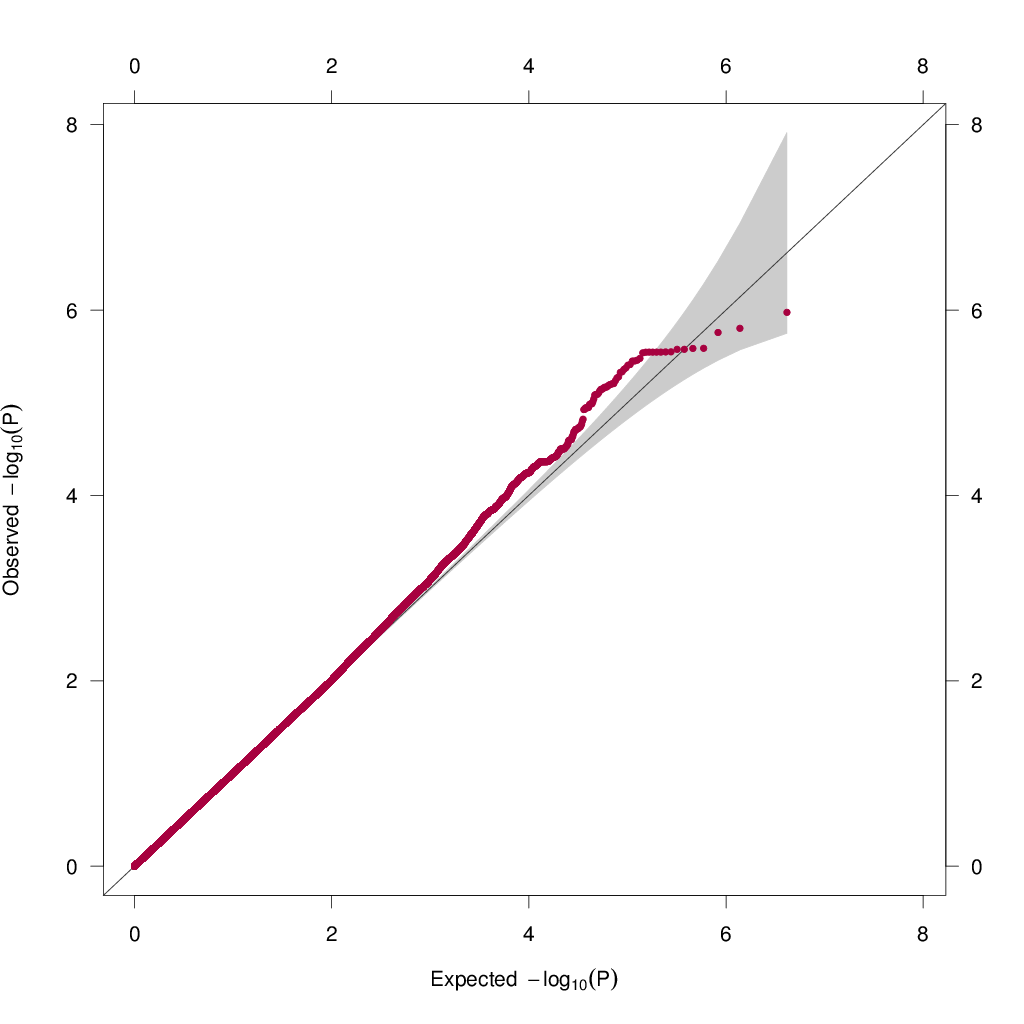 0 2 4 6 8
8 8
6 6
4 4
2 2
0 0
0 2 4 6 8
Observed −log10(P)
Expected −log10(P)